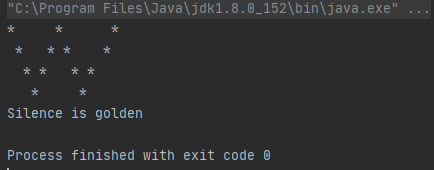 "C:\Program Files\Java\jdk1.8.0_152\bin\java.exe" ...
*     *      *
 *   * *    *
  * *   * *
   *     *
Silence is golden

Process finished with exit code 0